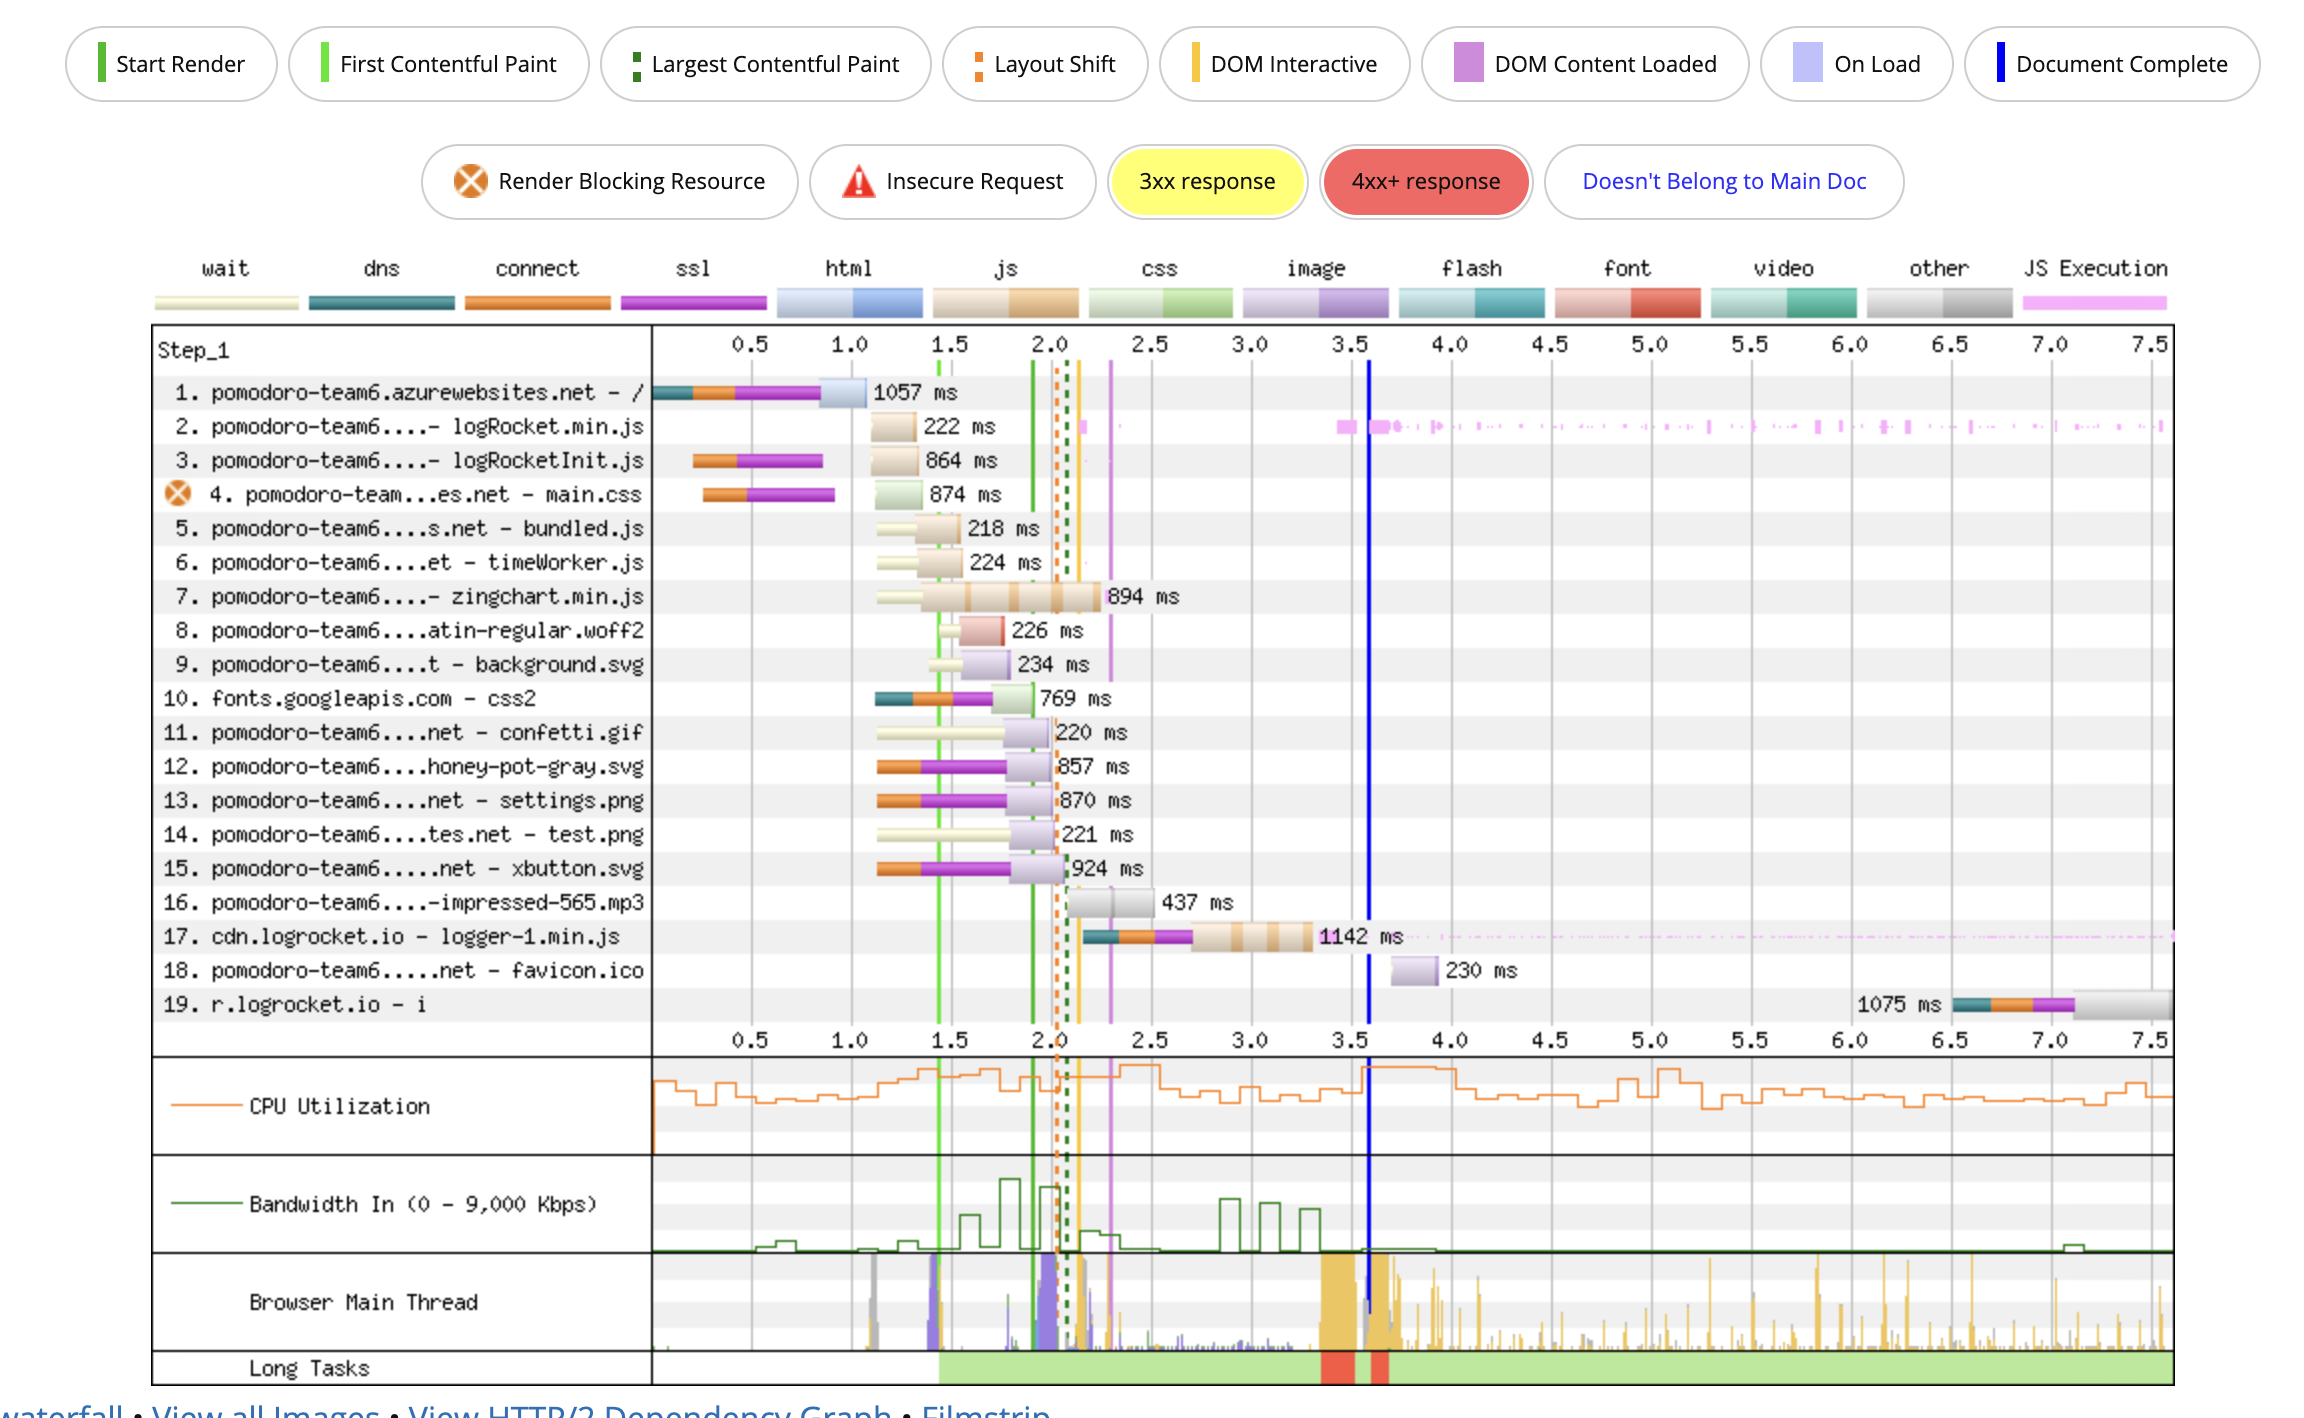 Start Render First Contentful Paint Largest Contentful Paint Layout Shift DOM Interactive DOM Content Loaded On Load Document Complete
Render Blocking Resource Insecure Request 3xx response 4xx+ response Doesn't Belong to Main Doc
wait dns connect ssl html js css image flash font video other JS Execution
Step_1 0.5 1.0 1.5 2.0 2.5 3.0 3.5 4.0 4.5 5.0 5.5 6.0 6.5 7.0 7.5
1. pomodoro-team6.azurewebsites.net - / 1057 ms
2. pomodoro-team6....- logRocket.min.js 222 ms
3. pomodoro-team6....- logRocketInit.js 864 ms
4. pomodoro-team...es.net - main.css 874 ms
5. pomodoro-team6....s.net - bundled.js 218 ms
6. pomodoro-team6....et - timeWorker.js 224 ms
7. pomodoro-team6....- zingchart.min.js 894 ms
8. pomodoro-team6....atin-regular.woff2 226 ms
9. pomodoro-team6....t - background.svg 234 ms
10. fonts.googleapis.com - css2 769 ms
11. pomodoro-team6....net - confetti.gif 220 ms
12. pomodoro-team6....honey-pot-gray.svg 857 ms
13. pomodoro-team6....net - settings.png 870 ms
14. pomodoro-team6....tes.net - test.png 221 ms
15. pomodoro-team6.....net - xbutton.svg 924 ms
16. pomodoro-team6....-impressed-565.mp3 437 ms
17. cdn.logrocket.io - logger-1.min.js 1142 ms
18. pomodoro-team6.....net - favicon.ico 230 ms
19. r.logrocket.io - i 1075 ms
0.5 1.0 1.5 2.0 2.5 3.0 3.5 4.0 4.5 5.0 5.5 6.0 6.5 7.0 7.5
CPU Utilization
Bandwidth In (0 - 9,000 Kbps)
Browser Main Thread
Long Tasks
waterfall • View all Images • View HTTP/2 Dependency Graph • Filmstrip